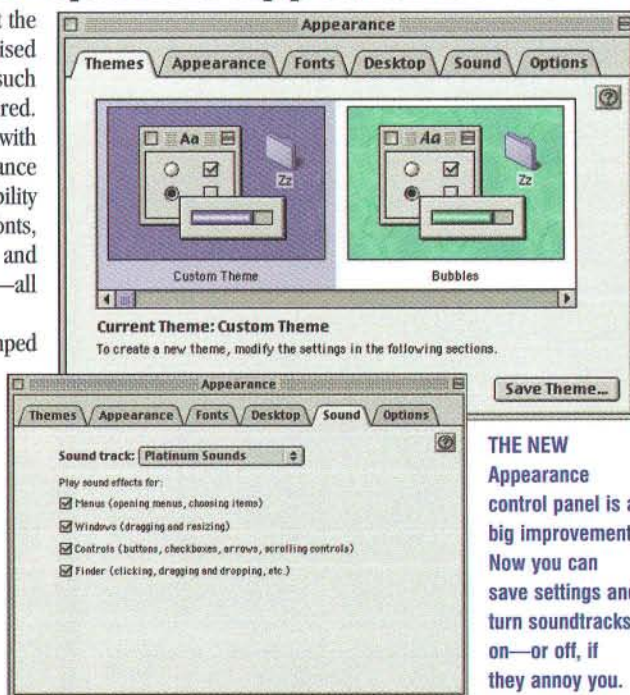 the
ised
such
red.
with
ance
bility
onts,
and
—all
ped
Appearance
Themes Appearance Fonts Desktop Sound Options
Aa
Zz
Custom Theme
Aa
Zz
Bubbles
Current Theme: Custom Theme
To create a new theme, modify the settings in the following sections.
Save Theme...
Appearance
Themes Appearance Fonts Desktop Sound Options
Sound track: Platinum Sounds
Play sound effects for:
Menus (opening menus, choosing items)
Windows (dragging and resizing)
Controls (buttons, checkboxes, arrows, scrolling controls)
Finder (clicking, dragging and dropping, etc.)
THE NEW
Appearance
control panel is a
big improvement
Now you can
save settings and
turn soundtracks
on—or off, if
they annoy you.